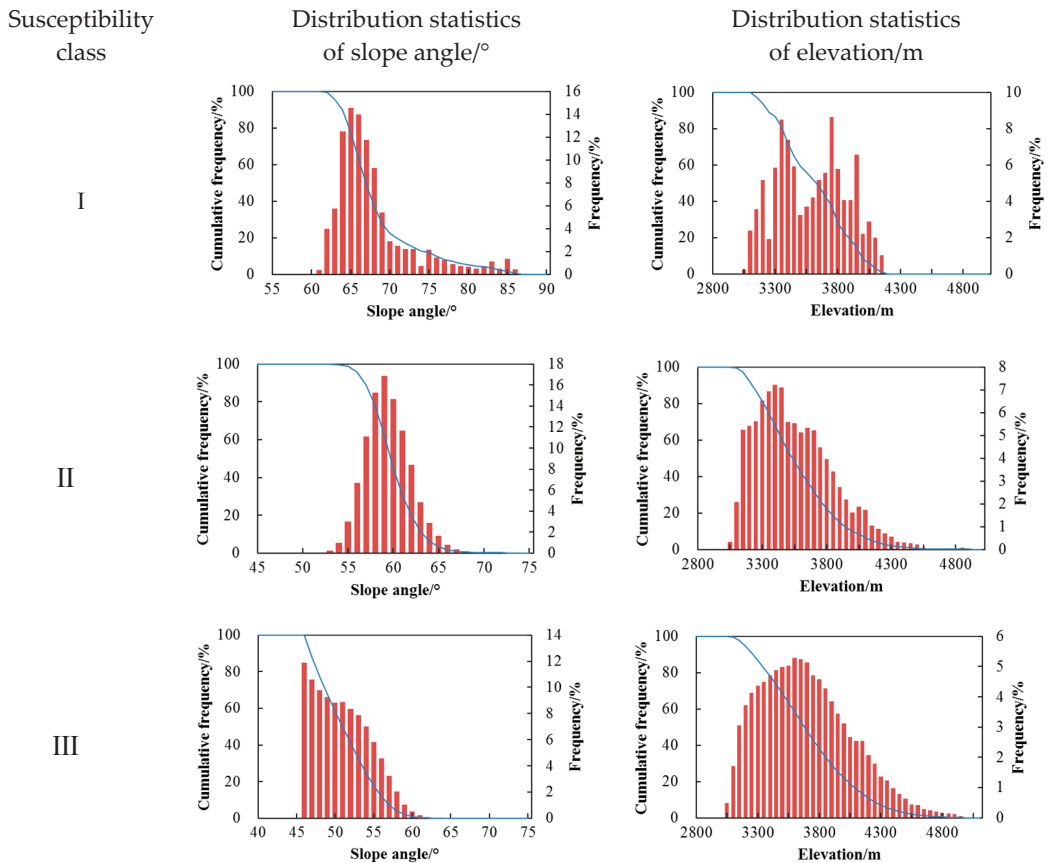 Susceptibility
class
Distribution statistics
of slope angle/°
Distribution statistics
of elevation/m
I
Cumulative frequency/%
100
80
60
40
20
0
55 60 65 70 75 80 85 90
Slope angle/°
16
14
12
10
8
6
4
2
0
Frequency/%
Cumulative frequency/%
100
80
60
40
20
0
2800 3300 3800 4300 4800
Elevation/m
10
8
6
4
2
0
Frequency/%
II
Cumulative frequency/%
100
80
60
40
20
0
45 50 55 60 65 70 75
Slope angle/°
18
16
14
12
10
8
6
4
2
0
Frequency/%
Cumulative frequency/%
100
80
60
40
20
0
2800 3300 3800 4300 4800
Elevation/m
8
7
6
5
4
3
2
1
0
Frequency/%
III
Cumulative frequency/%
100
80
60
40
20
0
40 45 50 55 60 65 70 75
Slope angle/°
14
12
10
8
6
4
2
0
Frequency/%
Cumulative frequency/%
100
80
60
40
20
0
2800 3300 3800 4300 4800
Elevation/m
6
5
4
3
2
1
0
Frequency/%